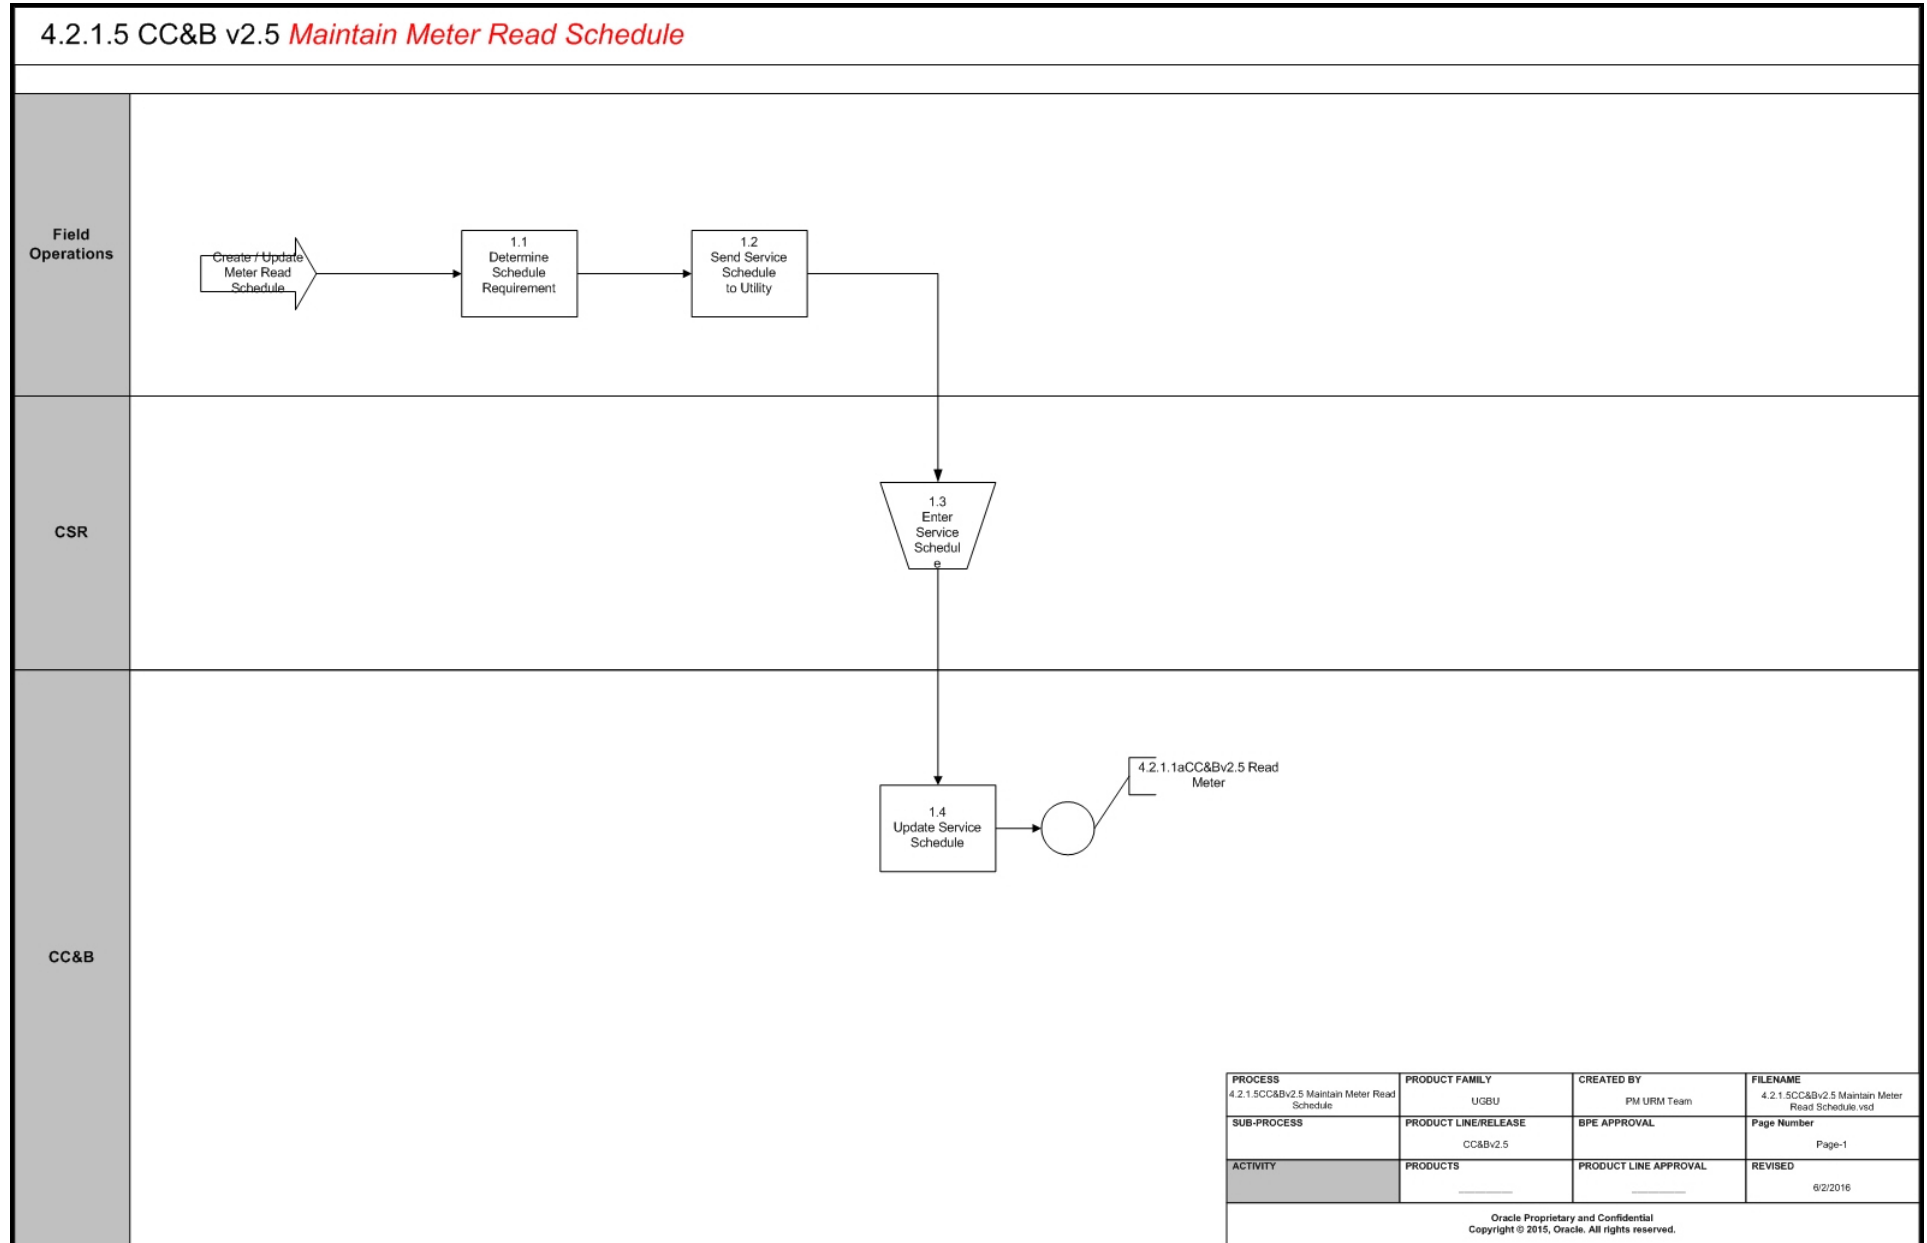 4.2.1.5 CC&B v2.5 Maintain Meter Read Schedule
Field
Operations
Create / Update
Meter Read
Schedule
1.1
Determine
Schedule
Requirement
1.2
Send Service
Schedule
to Utility
CSR
1.3
Enter
Service
Schedul
e
CC&B
1.4
Update Service
Schedule
4.2.1.1aCC&Bv2.5 Read
Meter
PROCESS
4.2.1.5CC&Bv2.5 Maintain Meter Read
Schedule
PRODUCT FAMILY
UGBU
CREATED BY
PM URM Team
FILENAME
4.2.1.5CC&Bv2.5 Maintain Meter
Read Schedule.vsd
SUB-PROCESS
PRODUCT LINE/RELEASE
CC&Bv2.5
BPE APPROVAL
Page Number
Page-1
ACTIVITY
PRODUCTS
PRODUCT LINE APPROVAL
REVISED
6/2/2016
Oracle Proprietary and Confidential
Copyright © 2015, Oracle. All rights reserved.